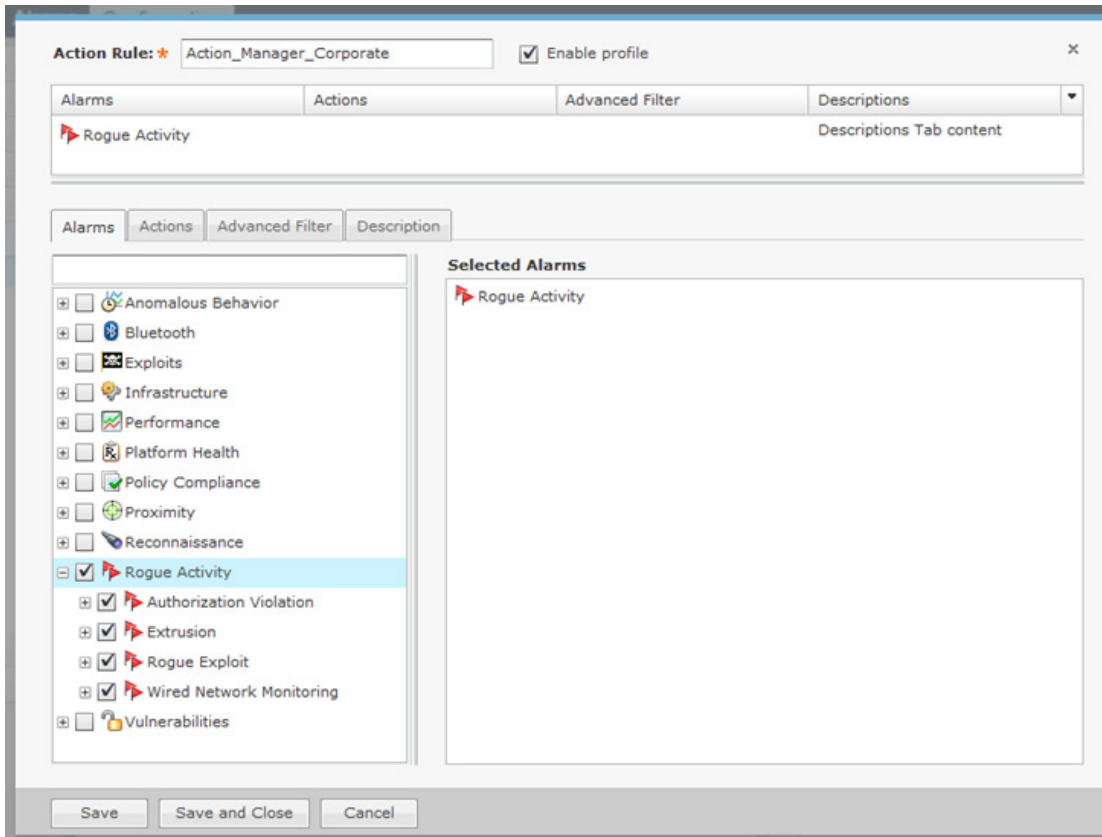 Action Rule: * Action_Manager_Corporate Enable profile
Alarms Actions Advanced Filter Descriptions
Rogue Activity Descriptions Tab content
Alarms Actions Advanced Filter Description
Selected Alarms
Rogue Activity
Anomalous Behavior
Bluetooth
Exploits
Infrastructure
Performance
Platform Health
Policy Compliance
Proximity
Reconnaissance
Rogue Activity
Authorization Violation
Extrusion
Rogue Exploit
Wired Network Monitoring
Vulnerabilities
Save Save and Close Cancel